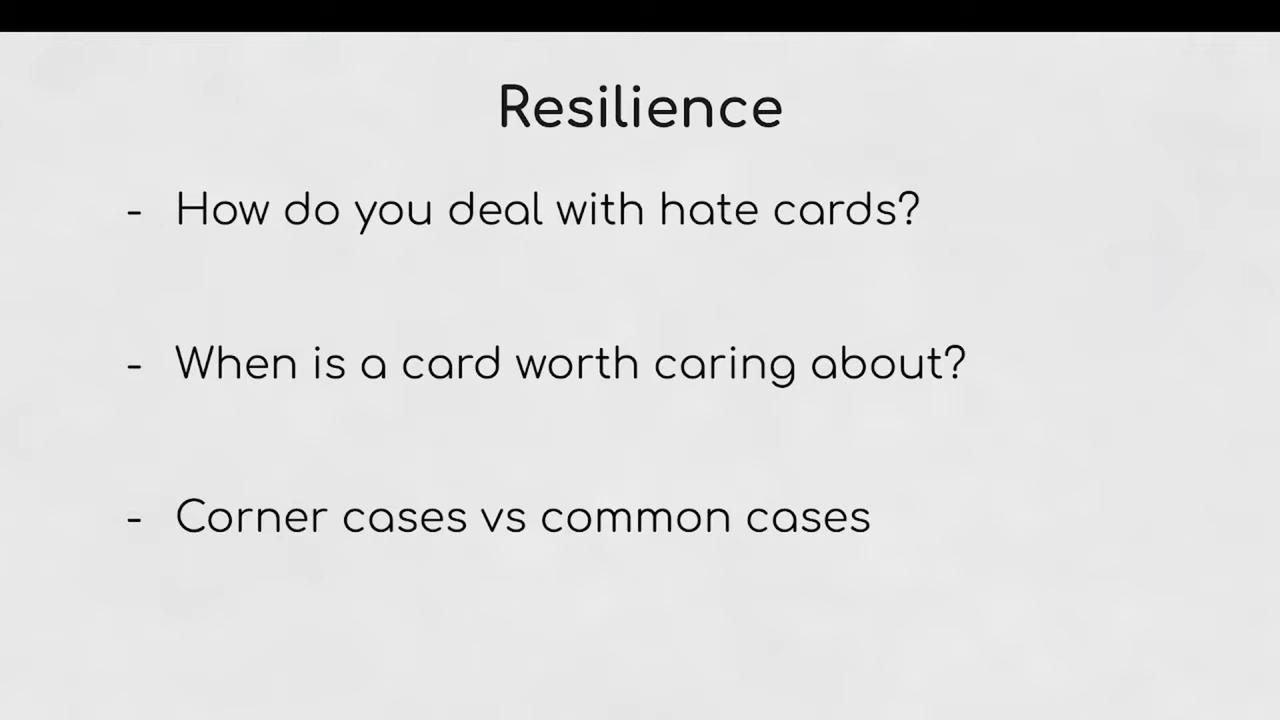 Resilience
- How do you deal with hate cards?
- When is a card worth caring about?
- Corner cases vs common cases